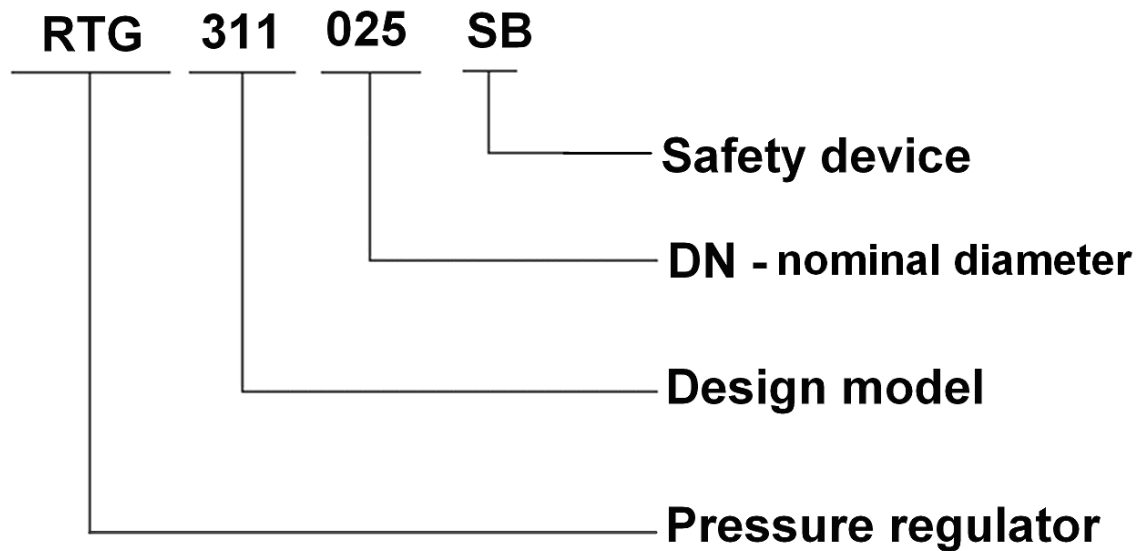 RTG 311 025 SB
Safety device
DN - nominal diameter
Design model
Pressure regulator